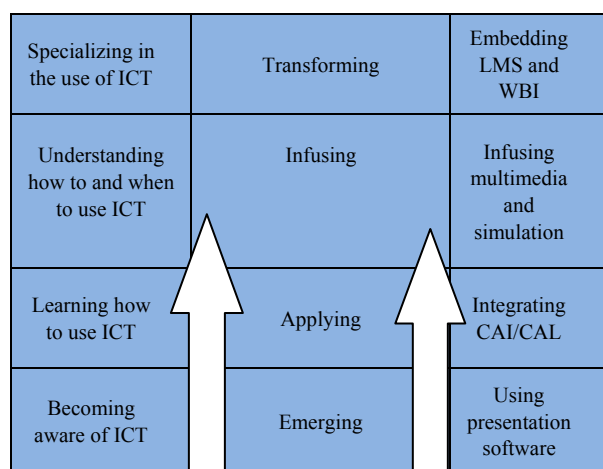 Specializing in
the use of ICT
Transforming
Embedding
LMS and
WBI
Understanding
how to and when
to use ICT
Infusing
Infusing
multimedia
and
simulation
Learning how
to use ICT
Applying
Integrating
CAI/CAL
Becoming
aware of ICT
Emerging
Using
presentation
software